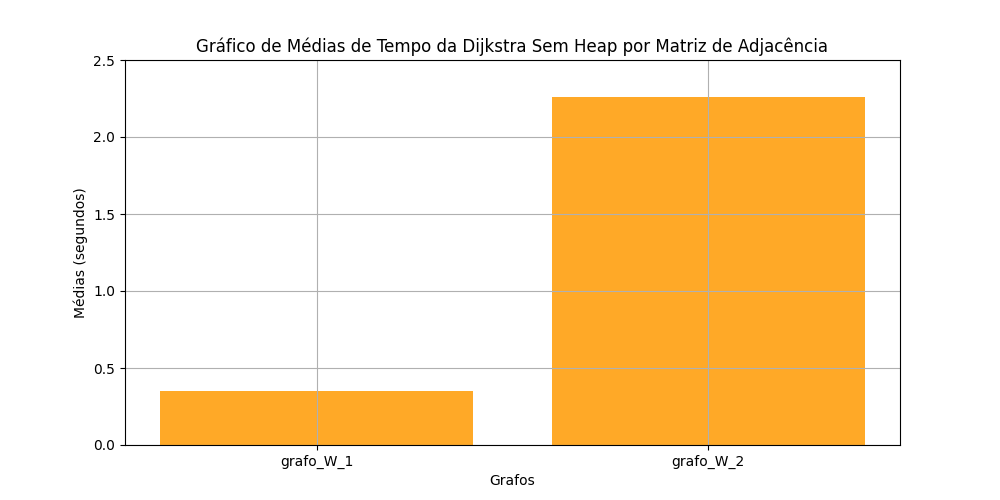 Gráfico de Médias de Tempo da Dijkstra Sem Heap por Matriz de Adjacência
2.5
2.0
1.5
1.0
0.5
0.0
Médias (segundos)
grafo_W_1
grafo_W_2
Grafos